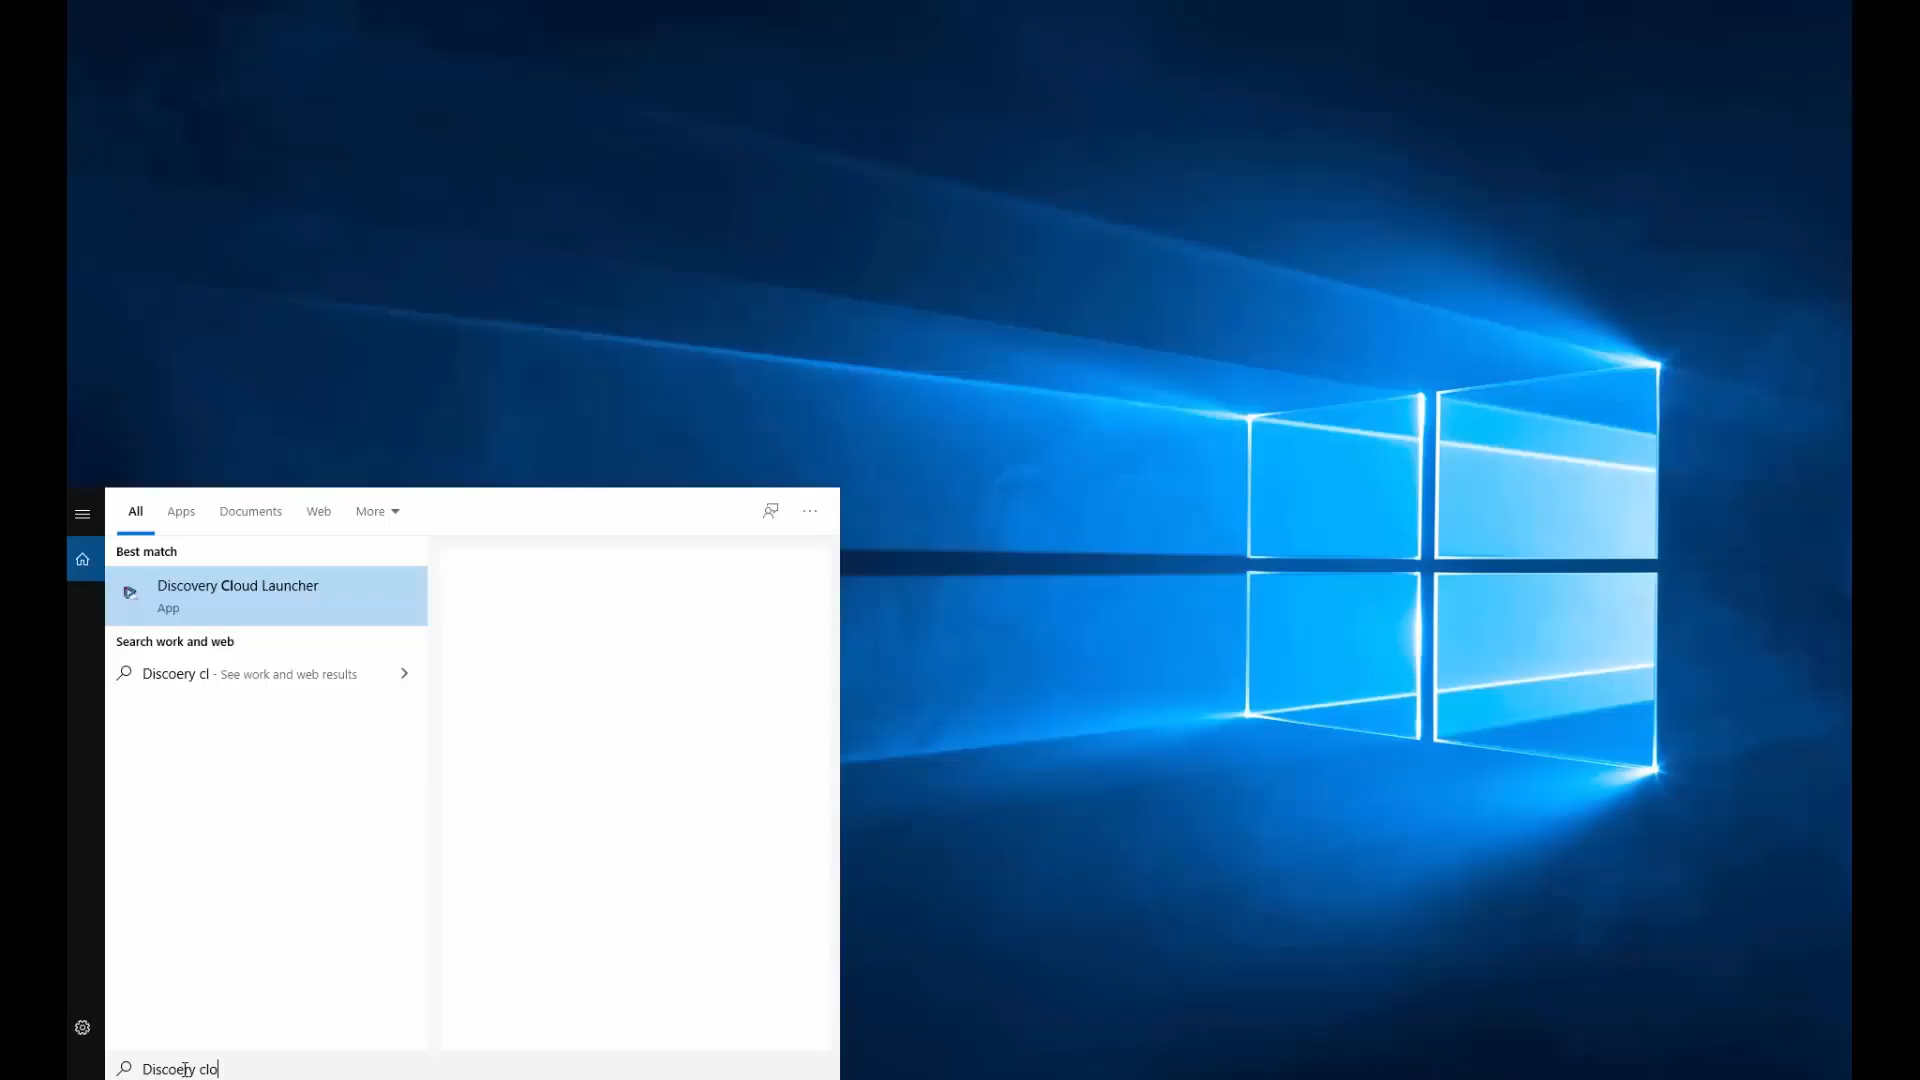 All Apps Documents Web More
Best match
Discovery Cloud Launcher
App
Search work and web
Discoery cl - See work and web results
Discoery clo